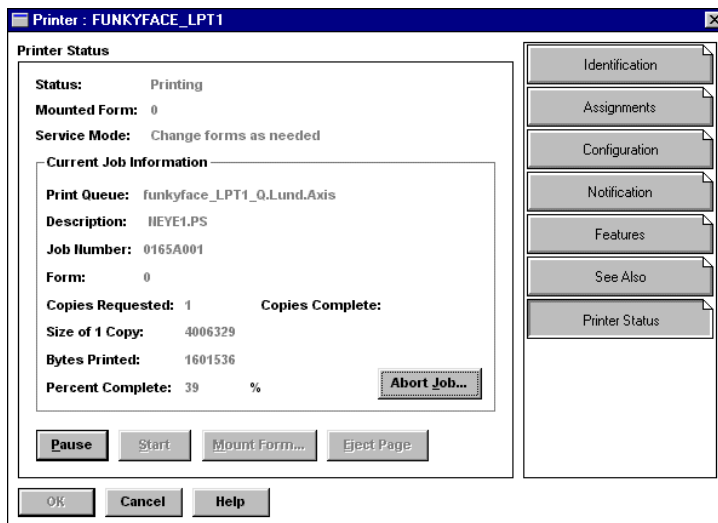 Printer : FUNKYFACE_LPT1
Printer Status
Status: Printing
Mounted Form: 0
Service Mode: Change forms as needed
Current Job Information
Print Queue: funkyface_LPT1_Q.Lund.Axis
Description: NEYE1.PS
Job Number: 0165A001
Form: 0
Copies Requested: 1 Copies Complete:
Size of 1 Copy: 4006329
Bytes Printed: 1601536
Percent Complete: 39 %
Abort Job...
Pause Start Mount Form... Eject Page
OK Cancel Help
Identification
Assignments
Configuration
Notification
Features
See Also
Printer Status